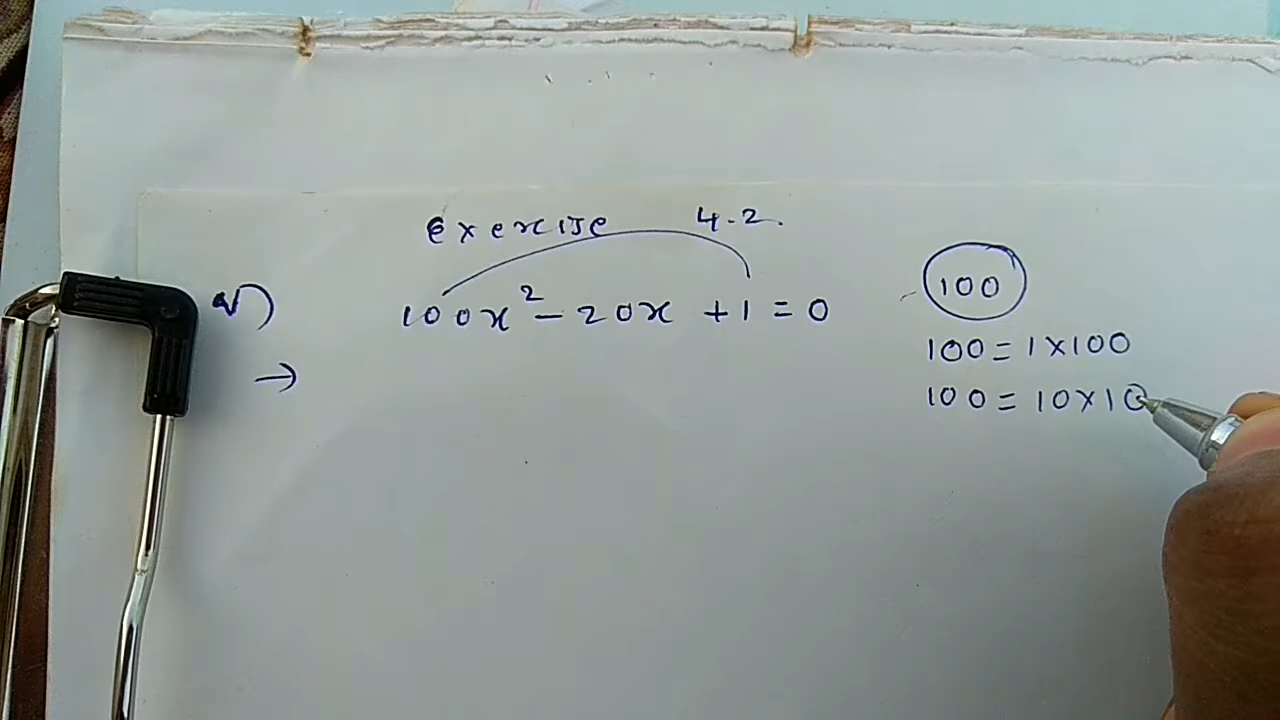 exercise 4.2.
v) 100x² - 20x + 1 = 0
→
100
100 = 1×100
100 = 10×10